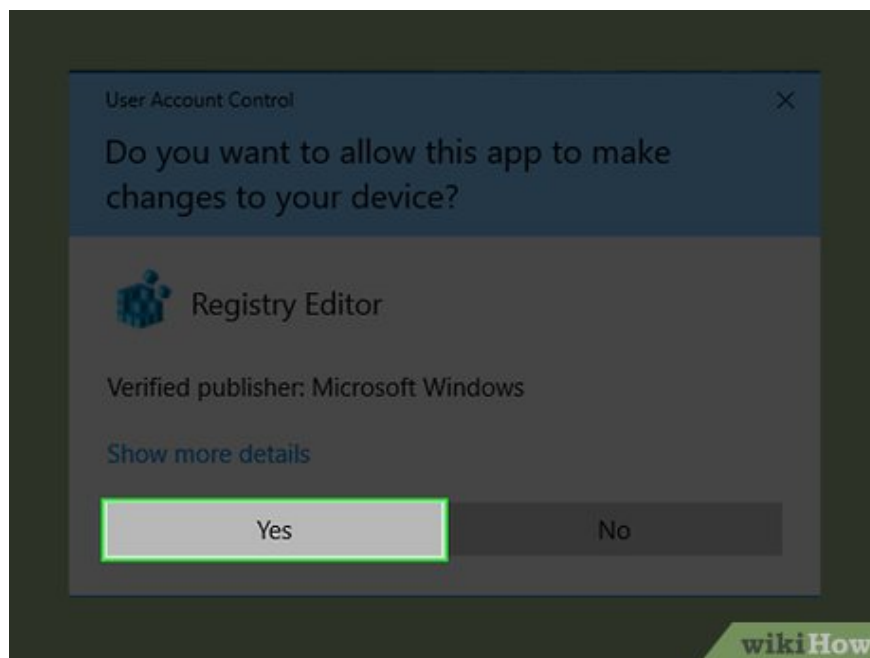 User Account Control
Do you want to allow this app to make
changes to your device?
Registry Editor
Verified publisher: Microsoft Windows
Show more details
Yes No
wikiHow